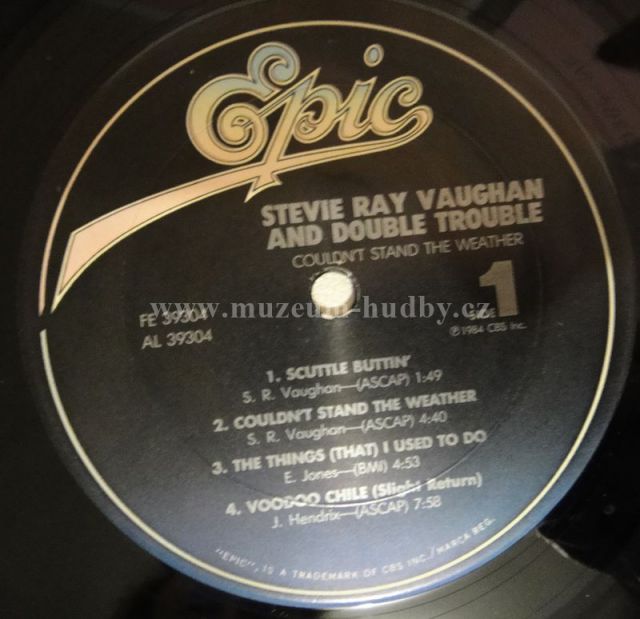 Epic
STEVIE RAY VAUGHAN
AND DOUBLE TROUBLE
COULDN'T STAND THE WEATHER
www.muzeum-hudby.cz
FE 39304
AL 39304
SIDE 1
℗1984 CBS Inc.
1. SCUTTLE BUTTIN'
S. R. Vaughan—(ASCAP) 1:49
2. COULDN'T STAND THE WEATHER
S. R. Vaughan—(ASCAP) 4:40
3. THE THINGS (THAT) I USED TO DO
E. Jones—(BMI) 4:53
4. VOODOO CHILE (Slight Return)
J. Hendrix—(ASCAP) 7:58
"EPIC", IS A TRADEMARK OF CBS INC./MARCA REG.